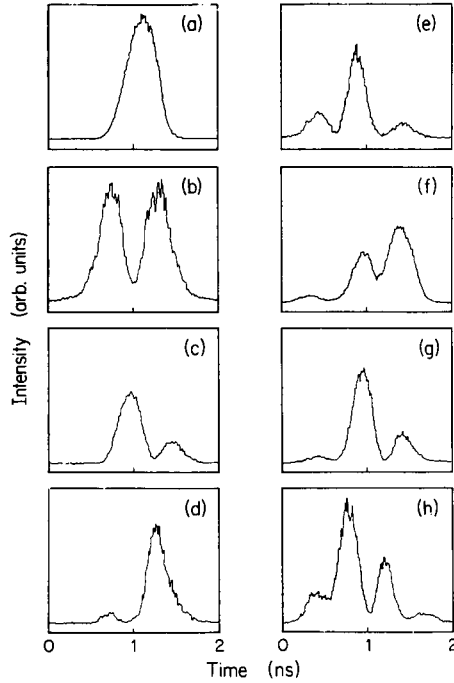 (a)
(e)
(b)
(f)
(c)
(g)
(d)
(h)
Intensity (arb. units)
0 1 2
0 1 2
Time (ns)